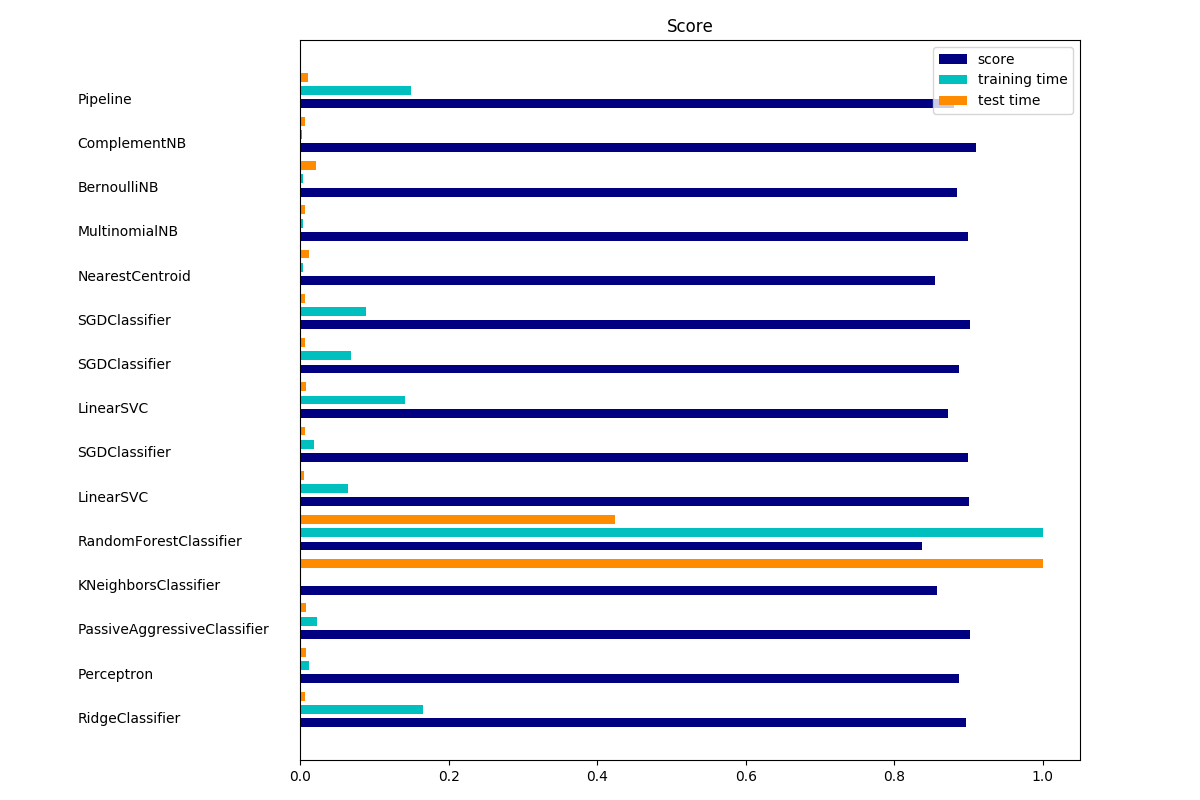 Score
score
training time
test time
Pipeline
ComplementNB
BernoulliNB
MultinomialNB
NearestCentroid
SGDClassifier
SGDClassifier
LinearSVC
SGDClassifier
LinearSVC
RandomForestClassifier
KNeighborsClassifier
PassiveAggressiveClassifier
Perceptron
RidgeClassifier
0.0 0.2 0.4 0.6 0.8 1.0